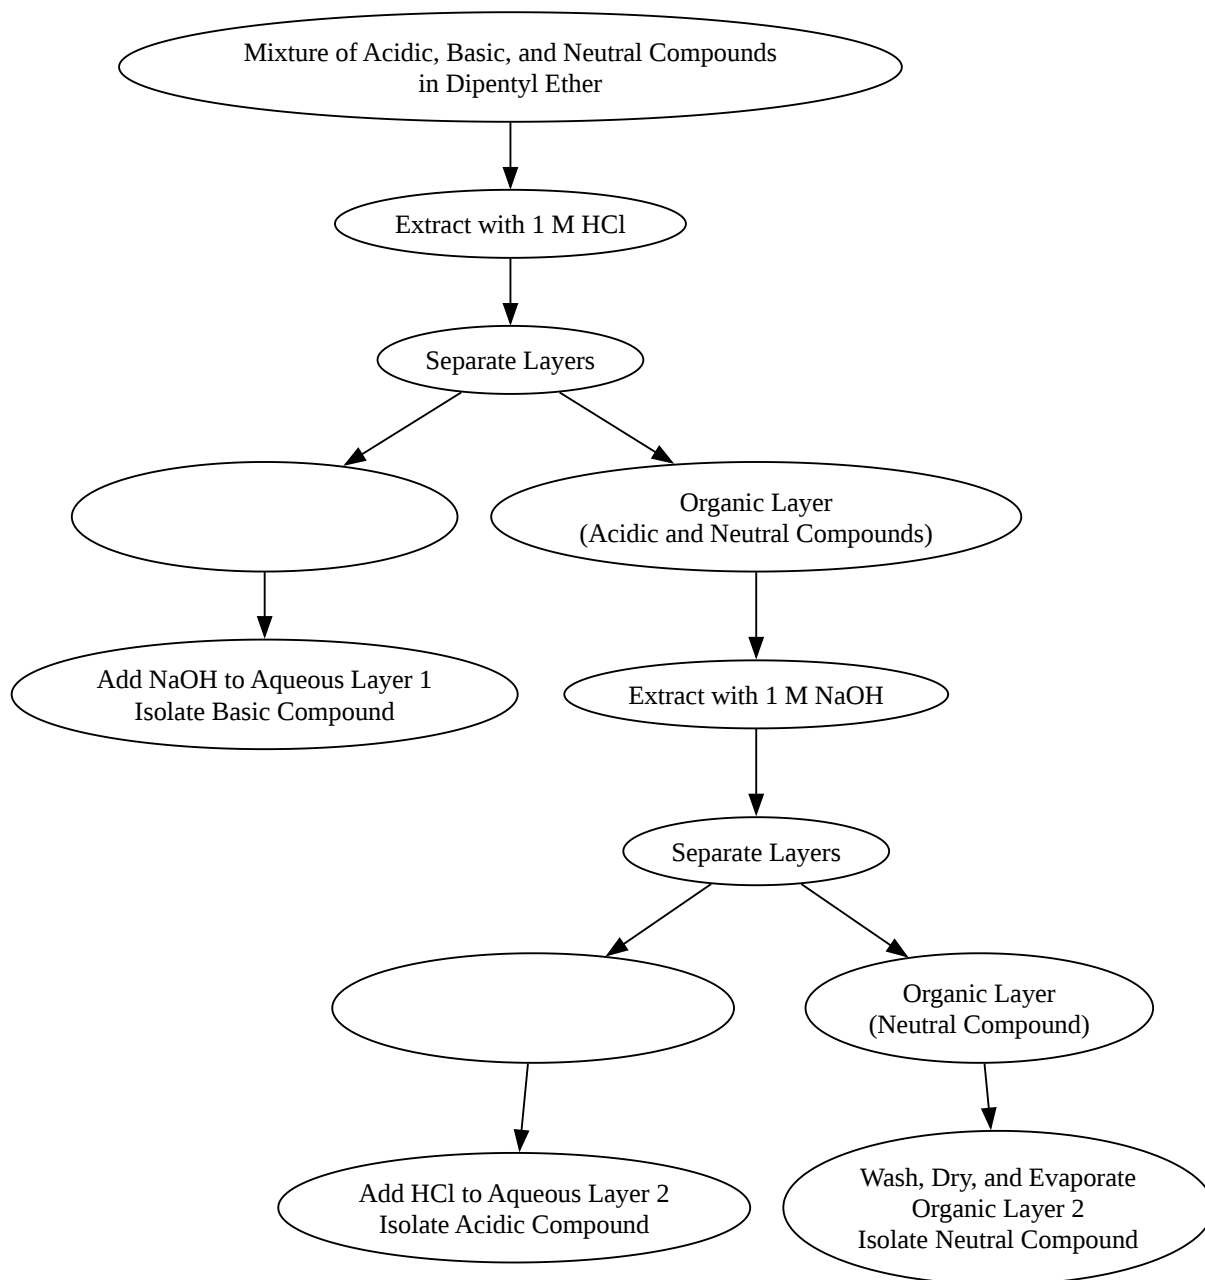 Mixture of Acidic, Basic, and Neutral Compounds
in Dipentyl Ether
Extract with 1 M HCl
Separate Layers
Organic Layer
(Acidic and Neutral Compounds)
Add NaOH to Aqueous Layer 1
Isolate Basic Compound
Extract with 1 M NaOH
Separate Layers
Organic Layer
(Neutral Compound)
Add HCl to Aqueous Layer 2
Isolate Acidic Compound
Wash, Dry, and Evaporate
Organic Layer 2
Isolate Neutral Compound